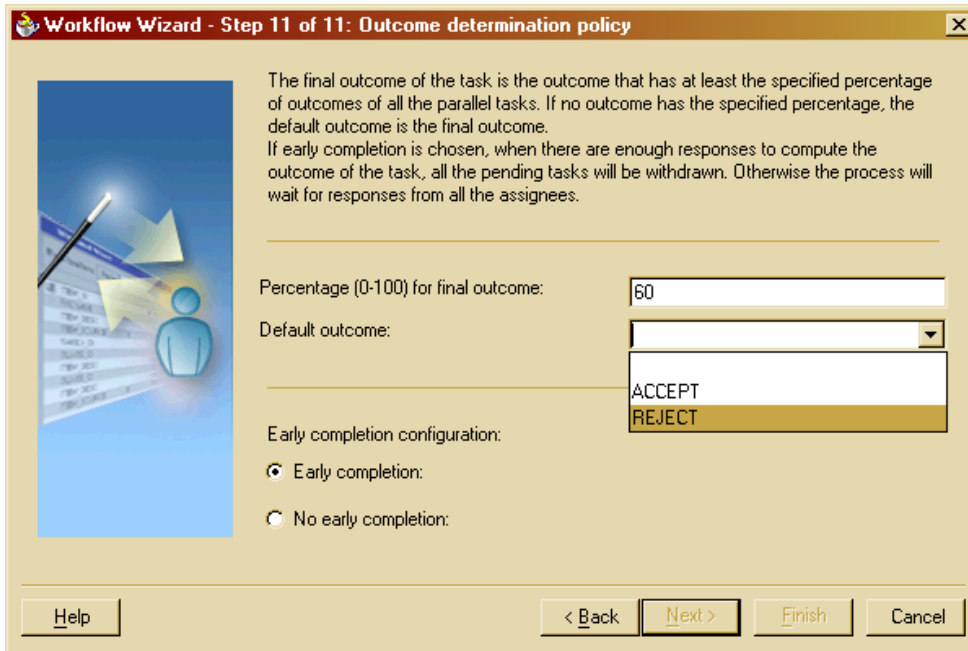 Workflow Wizard - Step 11 of 11: Outcome determination policy
The final outcome of the task is the outcome that has at least the specified percentage
of outcomes of all the parallel tasks. If no outcome has the specified percentage, the
default outcome is the final outcome.
If early completion is chosen, when there are enough responses to compute the
outcome of the task, all the pending tasks will be withdrawn. Otherwise the process will
wait for responses from all the assignees.
Percentage (0-100) for final outcome:
60
Default outcome:
ACCEPT
REJECT
Early completion configuration:
Early completion:
No early completion:
Help
< Back
Next >
Finish
Cancel